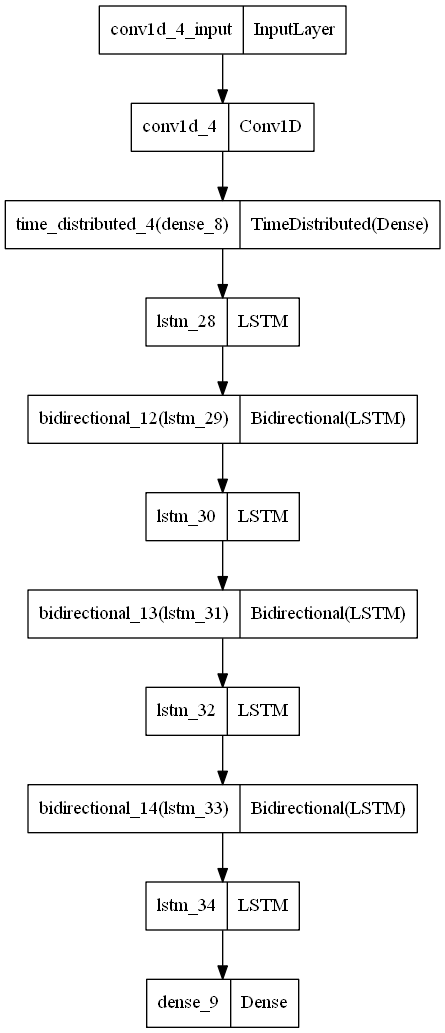 conv1d_4_input InputLayer
conv1d_4 Conv1D
time_distributed_4(dense_8) TimeDistributed(Dense)
lstm_28 LSTM
bidirectional_12(lstm_29) Bidirectional(LSTM)
lstm_30 LSTM
bidirectional_13(lstm_31) Bidirectional(LSTM)
lstm_32 LSTM
bidirectional_14(lstm_33) Bidirectional(LSTM)
lstm_34 LSTM
dense_9 Dense